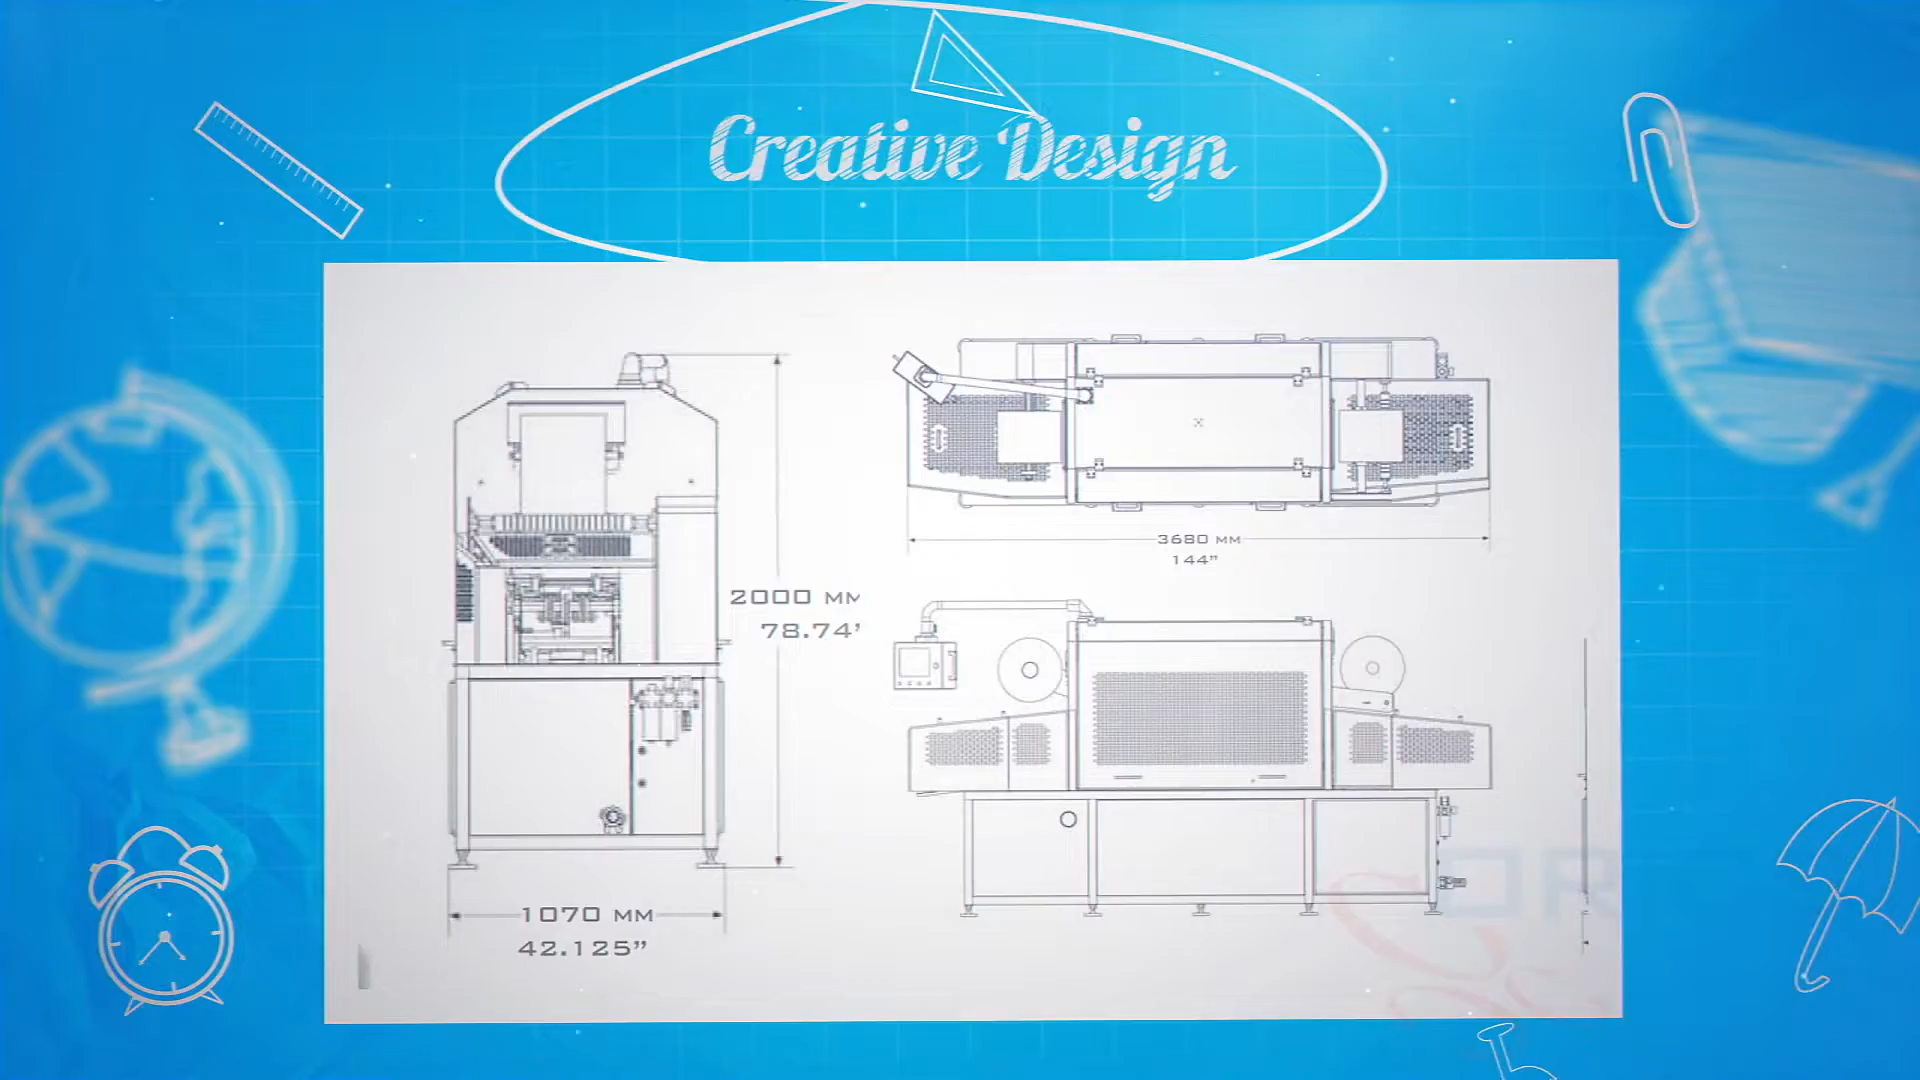 Creative Design
3680 MM
144"
2000 MM
78.74"
1070 MM
42.125"